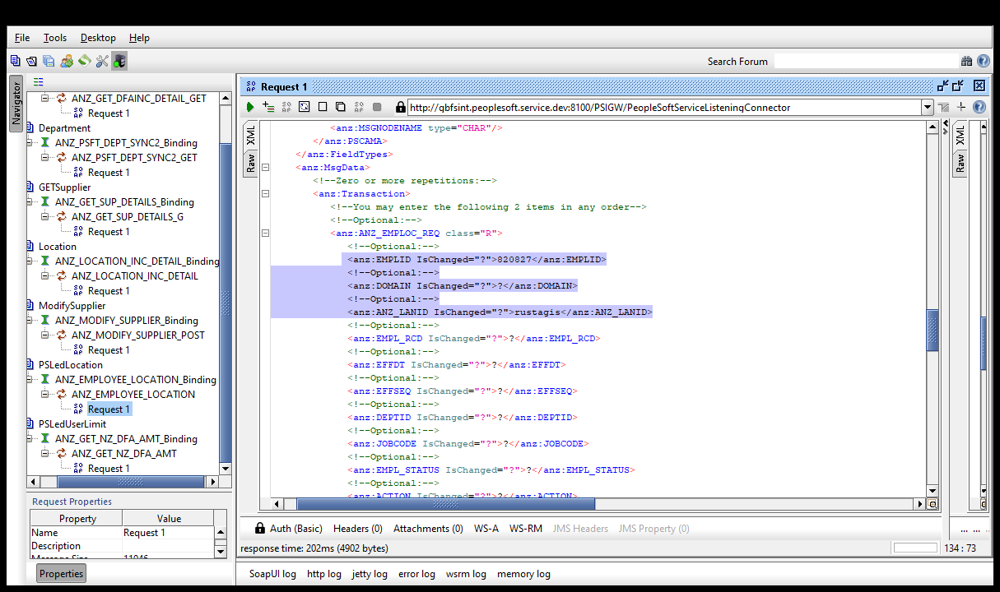 File Tools Desktop Help
Search Forum
Navigator
ANZ_GET_DFAINC_DETAIL_GET
Request 1
Department
ANZ_PSFT_DEPT_SYNC2_Binding
ANZ_PSFT_DEPT_SYNC2_GET
Request 1
GETSupplier
ANZ_GET_SUP_DETAILS_Binding
ANZ_GET_SUP_DETAILS_G
Request 1
Location
ANZ_LOCATION_INC_DETAIL_Binding
ANZ_LOCATION_INC_DETAIL
Request 1
ModifySupplier
ANZ_MODIFY_SUPPLIER_Binding
ANZ_MODIFY_SUPPLIER_POST
Request 1
PSLedLocation
ANZ_EMPLOYEE_LOCATION_Binding
ANZ_EMPLOYEE_LOCATION
Request 1
PSLedUserLimit
ANZ_GET_NZ_DFA_AMT_Binding
ANZ_GET_NZ_DFA_AMT
Request 1
Request Properties
Property Value
Name Request 1
Description
Message Size 11046
Properties
Request 1
http://qbfsint.peoplesoft.service.dev:8100/PSIGW/PeopleSoftServiceListeningConnector
XML
Raw
<anz:MSGNODENAME type="CHAR"/>
</anz:PSCAMA>
</anz:FieldTypes>
<anz:MsgData>
<!--Zero or more repetitions:-->
<anz:Transaction>
<!--You may enter the following 2 items in any order-->
<!--Optional:-->
<anz:ANZ_EMPLOC_REQ class="R">
<!--Optional:-->
<anz:EMPLID IsChanged="?">820827</anz:EMPLID>
<!--Optional:-->
<anz:DOMAIN IsChanged="?">?</anz:DOMAIN>
<!--Optional:-->
<anz:ANZ_LANID IsChanged="?">rustagis</anz:ANZ_LANID>
<!--Optional:-->
<anz:EMPL_RCD IsChanged="?">?</anz:EMPL_RCD>
<!--Optional:-->
<anz:EFFDT IsChanged="?">?</anz:EFFDT>
<!--Optional:-->
<anz:EFFSEQ IsChanged="?">?</anz:EFFSEQ>
<!--Optional:-->
<anz:DEPTID IsChanged="?">?</anz:DEPTID>
<!--Optional:-->
<anz:JOBCODE IsChanged="?">?</anz:JOBCODE>
<!--Optional:-->
<anz:EMPL_STATUS IsChanged="?">?</anz:EMPL_STATUS>
<!--Optional:-->
<anz:ACTION IsChanged="?">?</anz:ACTION>
XML
Raw
Auth (Basic) Headers (0) Attachments (0) WS-A WS-RM JMS Headers JMS Property (0)
... ...
response time: 202ms (4902 bytes)
134 : 73
SoapUI log http log jetty log error log wsrm log memory log